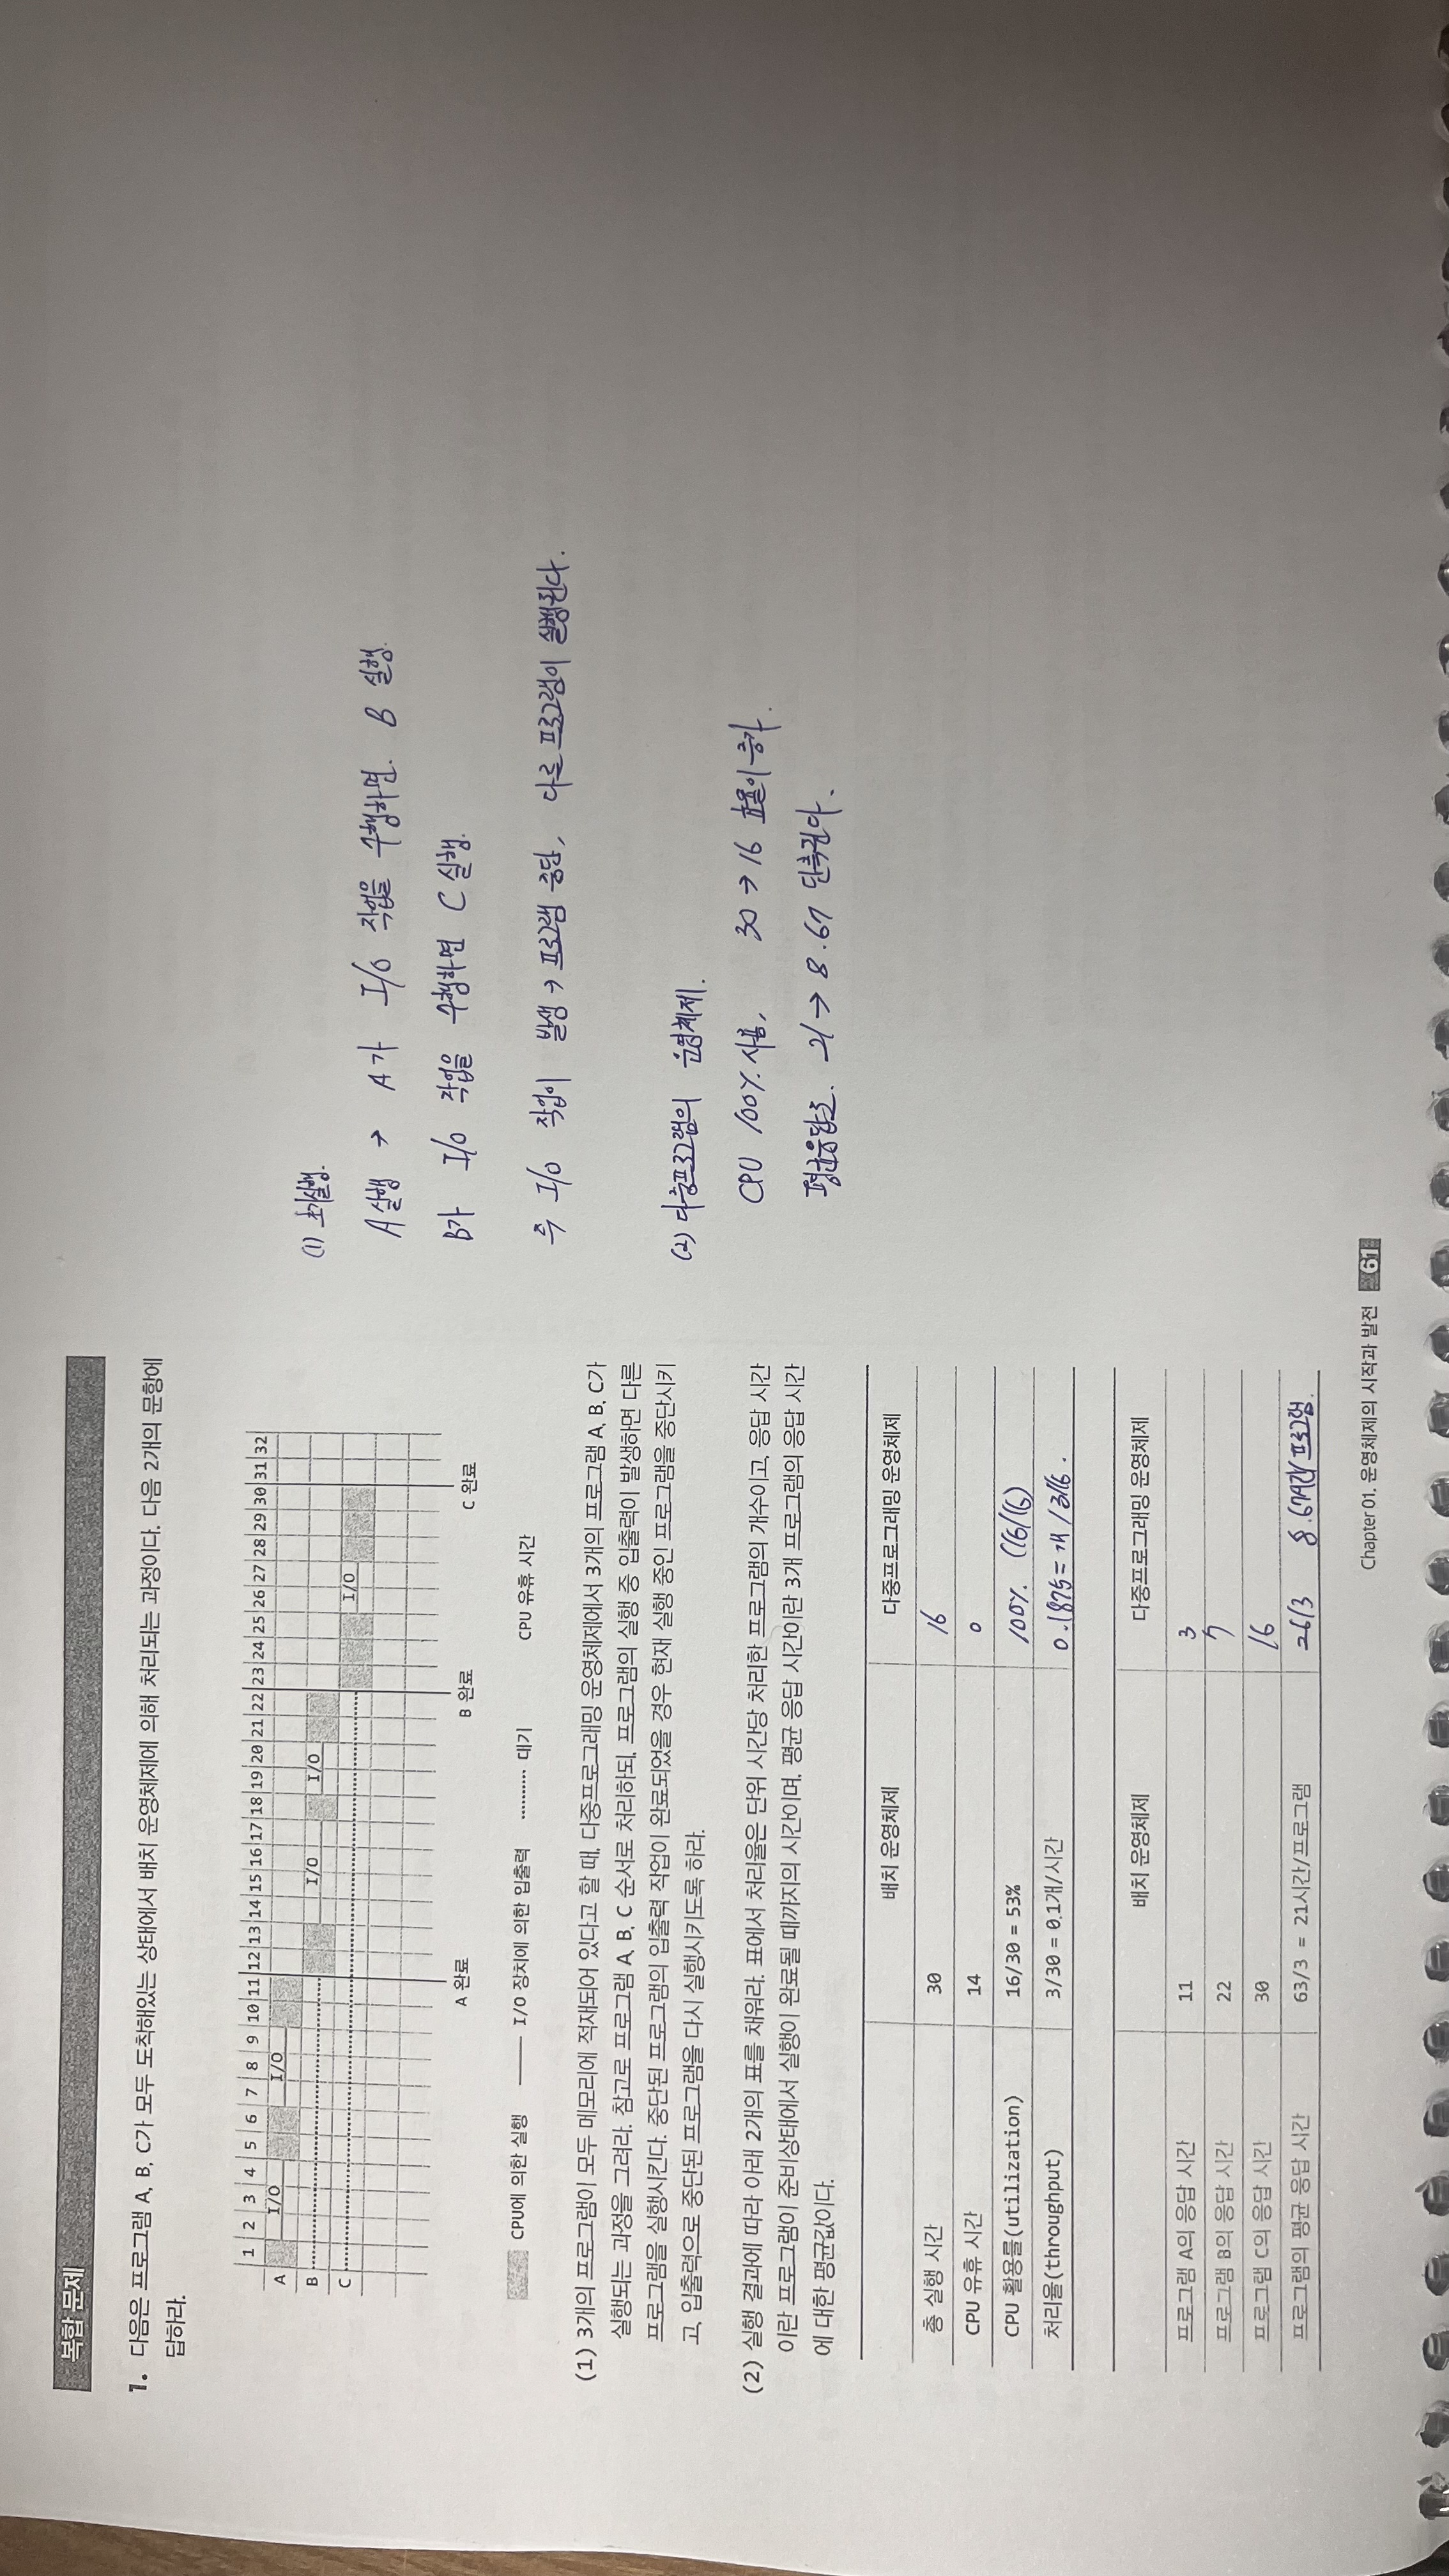 복합 문제
1. 다음은 프로그램 A, B, C가 모두 도착해있는 상태에서 배치 운영체제에 의해 처리되는 과정이다. 다음 2개의 문항에
답하라.
1 2 3 4 5 6 7 8 9 10 11 12 13 14 15 16 17 18 19 20 21 22 23 24 25 26 27 28 29 30 31 32
A I/O I/O
B I/O I/O
C I/O
A 완료 B 완료 C 완료
CPU에 의한 실행 I/O 장치에 의한 입출력 대기 CPU 유휴 시간
(1) 3개의 프로그램이 모두 메모리에 적재되어 있다고 할 때, 다중프로그래밍 운영체제에서 3개의 프로그램 A, B, C가
실행되는 과정을 그려라. 참고로 프로그램 A, B, C 순서로 처리하되, 프로그램의 실행 중 입출력이 발생하면 다른
프로그램을 실행시킨다. 중단된 프로그램의 입출력 작업이 완료되었을 경우 현재 실행 중인 프로그램을 중단시키
고, 입출력으로 중단된 프로그램을 다시 실행시키도록 하라.
(2) 실행 결과에 따라 아래 2개의 표를 채워라. 표에서 처리율은 단위 시간당 처리한 프로그램의 개수이고, 응답 시간
이란 프로그램이 준비상태에서 실행이 완료될 때까지의 시간이며, 평균 응답 시간이란 3개 프로그램의 응답 시간
에 대한 평균값이다.
배치 운영체제 다중프로그래밍 운영체제
총 실행 시간 30 16
CPU 유휴 시간 14 0
CPU 활용률(utilization) 16/30 = 53% 100% (16/16)
처리율(throughput) 3/30 = 0.1개/시간 0.1875 = 개 / 3/16.
배치 운영체제 다중프로그래밍 운영체제
프로그램 A의 응답 시간 11 3
프로그램 B의 응답 시간 22 7
프로그램 C의 응답 시간 30 16
프로그램의 평균 응답 시간 63/3 = 21시간/프로그램 26/3 8.67시간/프로그램.
Chapter 01. 운영체제의 시작과 발전 61
(1) 초기실행.
A 실행 → A가 I/O 작업을 수행하면. B 실행.
B가 I/O 작업을 수행하면 C 실행.
즉 I/O 작업이 발생 → 프로그램 중단, 다른 프로그램이 실행된다.
(2) 다중프로그램의 운영체제.
CPU 100% 사용, 30 → 16 효율이 증가.
평균응답도. 21 → 8.67 단축된다.